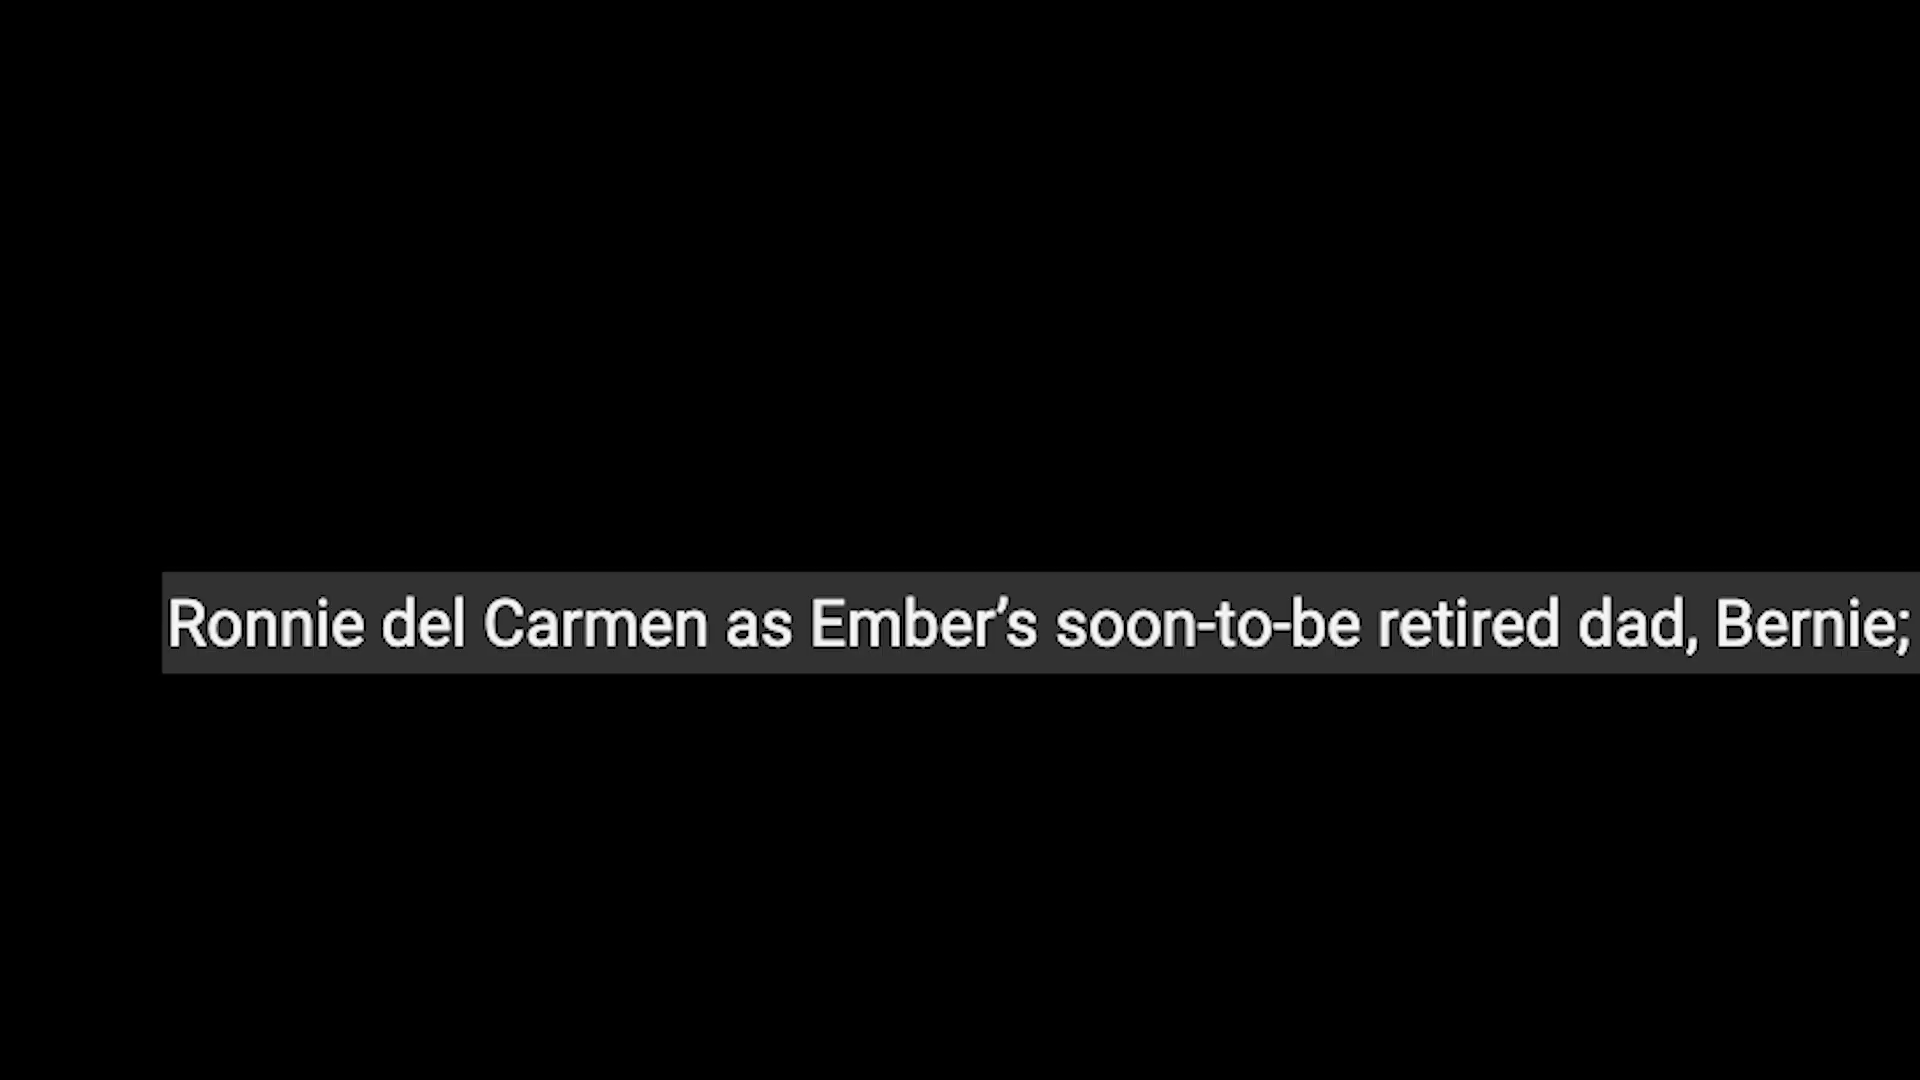 Ronnie del Carmen as Ember’s soon-to-be retired dad, Bernie;